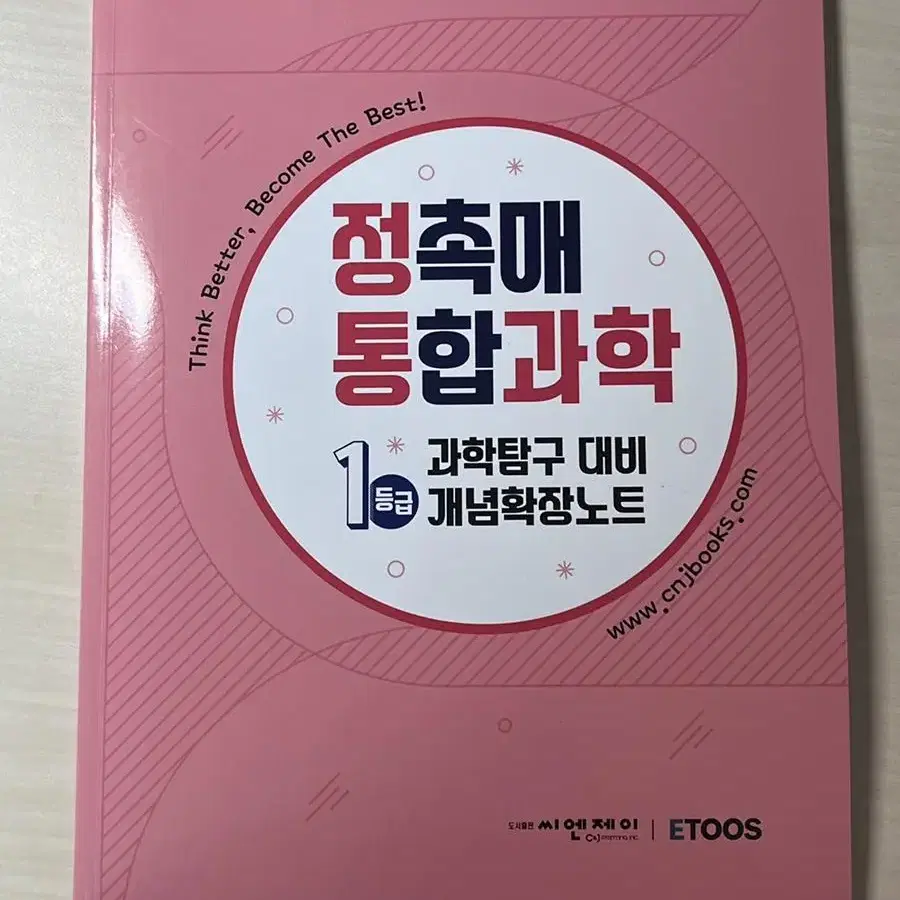 Think Better, Become The Best!
정촉매
통합과학
1등급
과학탐구 대비
개념확장노트
www.cnjbooks.com
도서출판 씨엔제이 | ETOOS